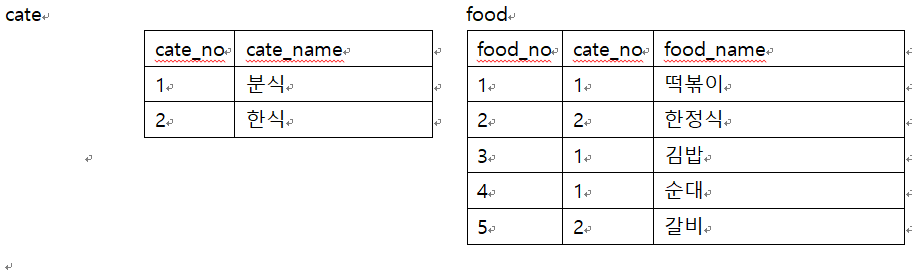 cate
cate_no cate_name
1 분식
2 한식
food
food_no cate_no food_name
1 1 떡볶이
2 2 한정식
3 1 김밥
4 1 순대
5 2 갈비